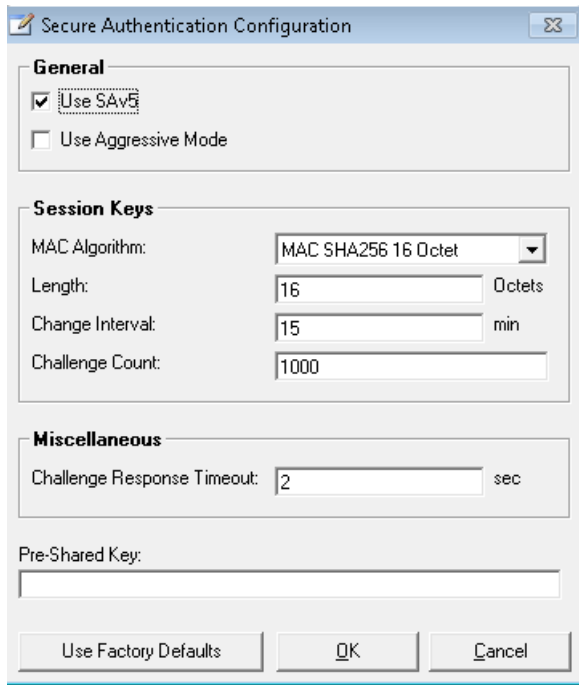 Secure Authentication Configuration
General
Use SAv5
Use Aggressive Mode
Session Keys
MAC Algorithm: MAC SHA256 16 Octet
Length: 16 Octets
Change Interval: 15 min
Challenge Count: 1000
Miscellaneous
Challenge Response Timeout: 2 sec
Pre-Shared Key:
Use Factory Defaults OK Cancel